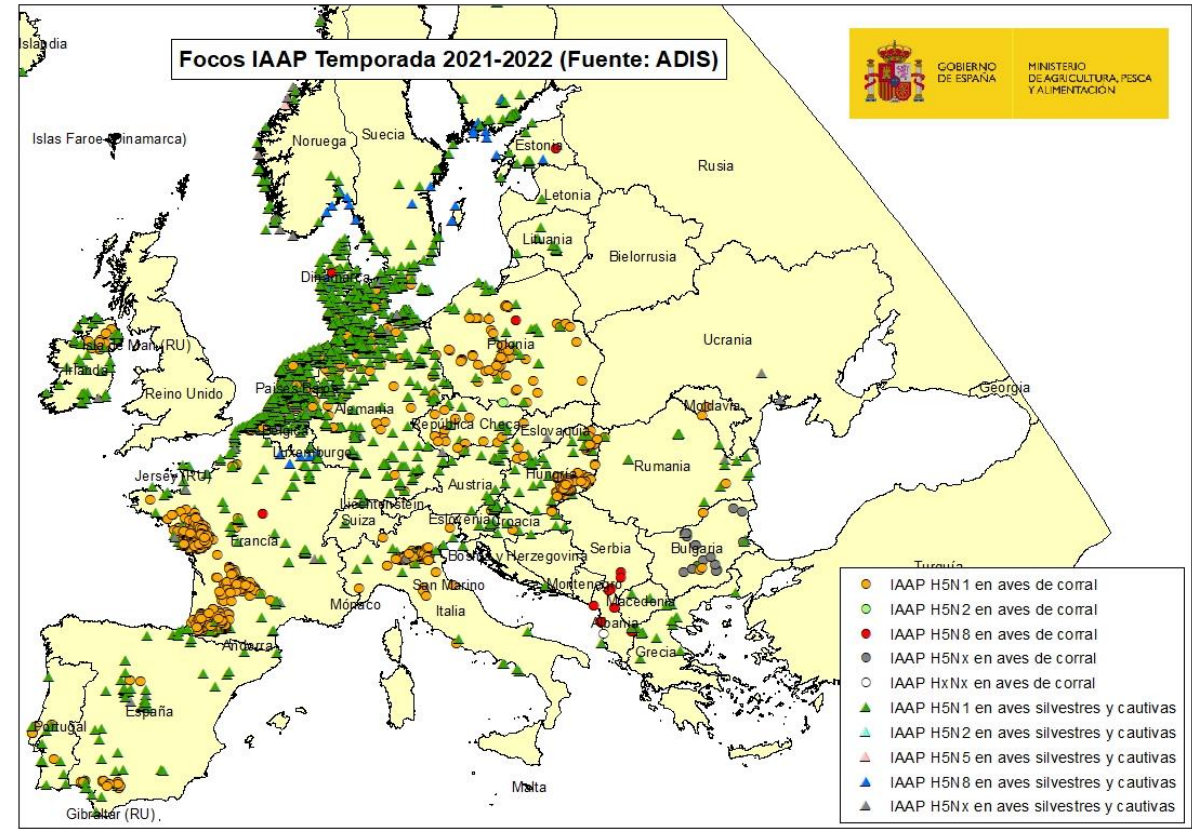 Focos IAAP Temporada 2021-2022 (Fuente: ADIS)
GOBIERNO
DE ESPAÑA
MINISTERIO
DE AGRICULTURA, PESCA
Y ALIMENTACIÓN
Islandia
Islas Faroe (Dinamarca)
Noruega
Suecia
Estonia
Rusia
Letonia
Lituania
Bielorrusia
Dinamarca
Isla de Man (RU)
Irlanda
Reino Unido
Países Bajos
Polonia
Ucrania
Georgia
Alemania
Moldavia
Bélgica
República Checa
Eslovaquia
Luxemburgo
Jersey (RU)
Hungría
Rumania
Austria
Liechtenstein
Suiza
Eslovenia
Croacia
Francia
Bosnia y Herzegovina
Serbia
Bulgaria
San Marino
Montenegro
Turquía
Mónaco
Italia
Macedonia
Albania
Andorra
Grecia
España
Portugal
Malta
Gibraltar (RU)
IAAP H5N1 en aves de corral
IAAP H5N2 en aves de corral
IAAP H5N8 en aves de corral
IAAP H5Nx en aves de corral
IAAP HxNx en aves de corral
IAAP H5N1 en aves silvestres y cautivas
IAAP H5N2 en aves silvestres y cautivas
IAAP H5N5 en aves silvestres y cautivas
IAAP H5N8 en aves silvestres y cautivas
IAAP H5Nx en aves silvestres y cautivas